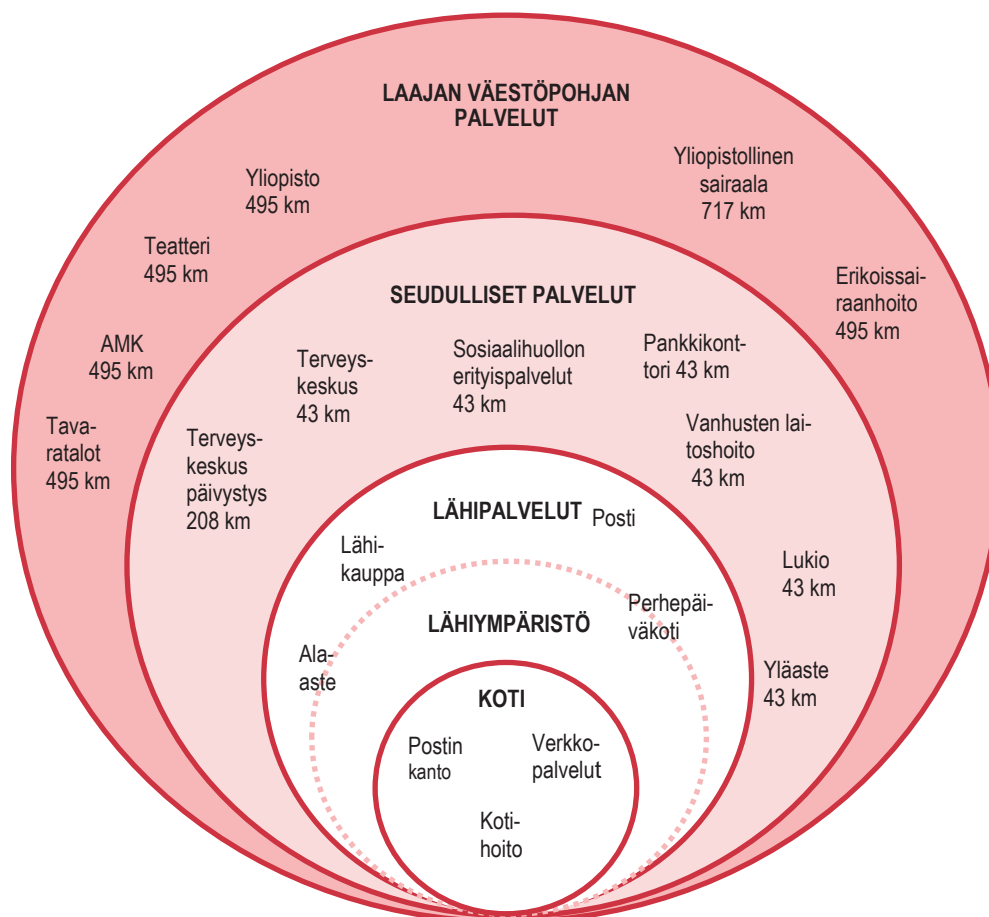 LAAJAN VÄESTÖPOHJAN
PALVELUT
Yliopistollinen
sairaala
717 km
Yliopisto
495 km
Teatteri
495 km
Erikoissai-
raanhoito
495 km
AMK
495 km
Tava-
ratalot
495 km
SEUDULLISET PALVELUT
Terveys-
keskus
43 km
Sosiaalihuollon
erityispalvelut
43 km
Pankkikont-
tori 43 km
Vanhusten lai-
toshoito
43 km
Terveys-
keskus
päivystys
208 km
Lukio
43 km
Yläaste
43 km
LÄHIPALVELUT
Posti
Lähi-
kauppa
Perhepäi-
väkoti
Ala-
aste
LÄHIYMPÄRISTÖ
KOTI
Postin
kanto
Verkko-
palvelut
Koti-
hoito